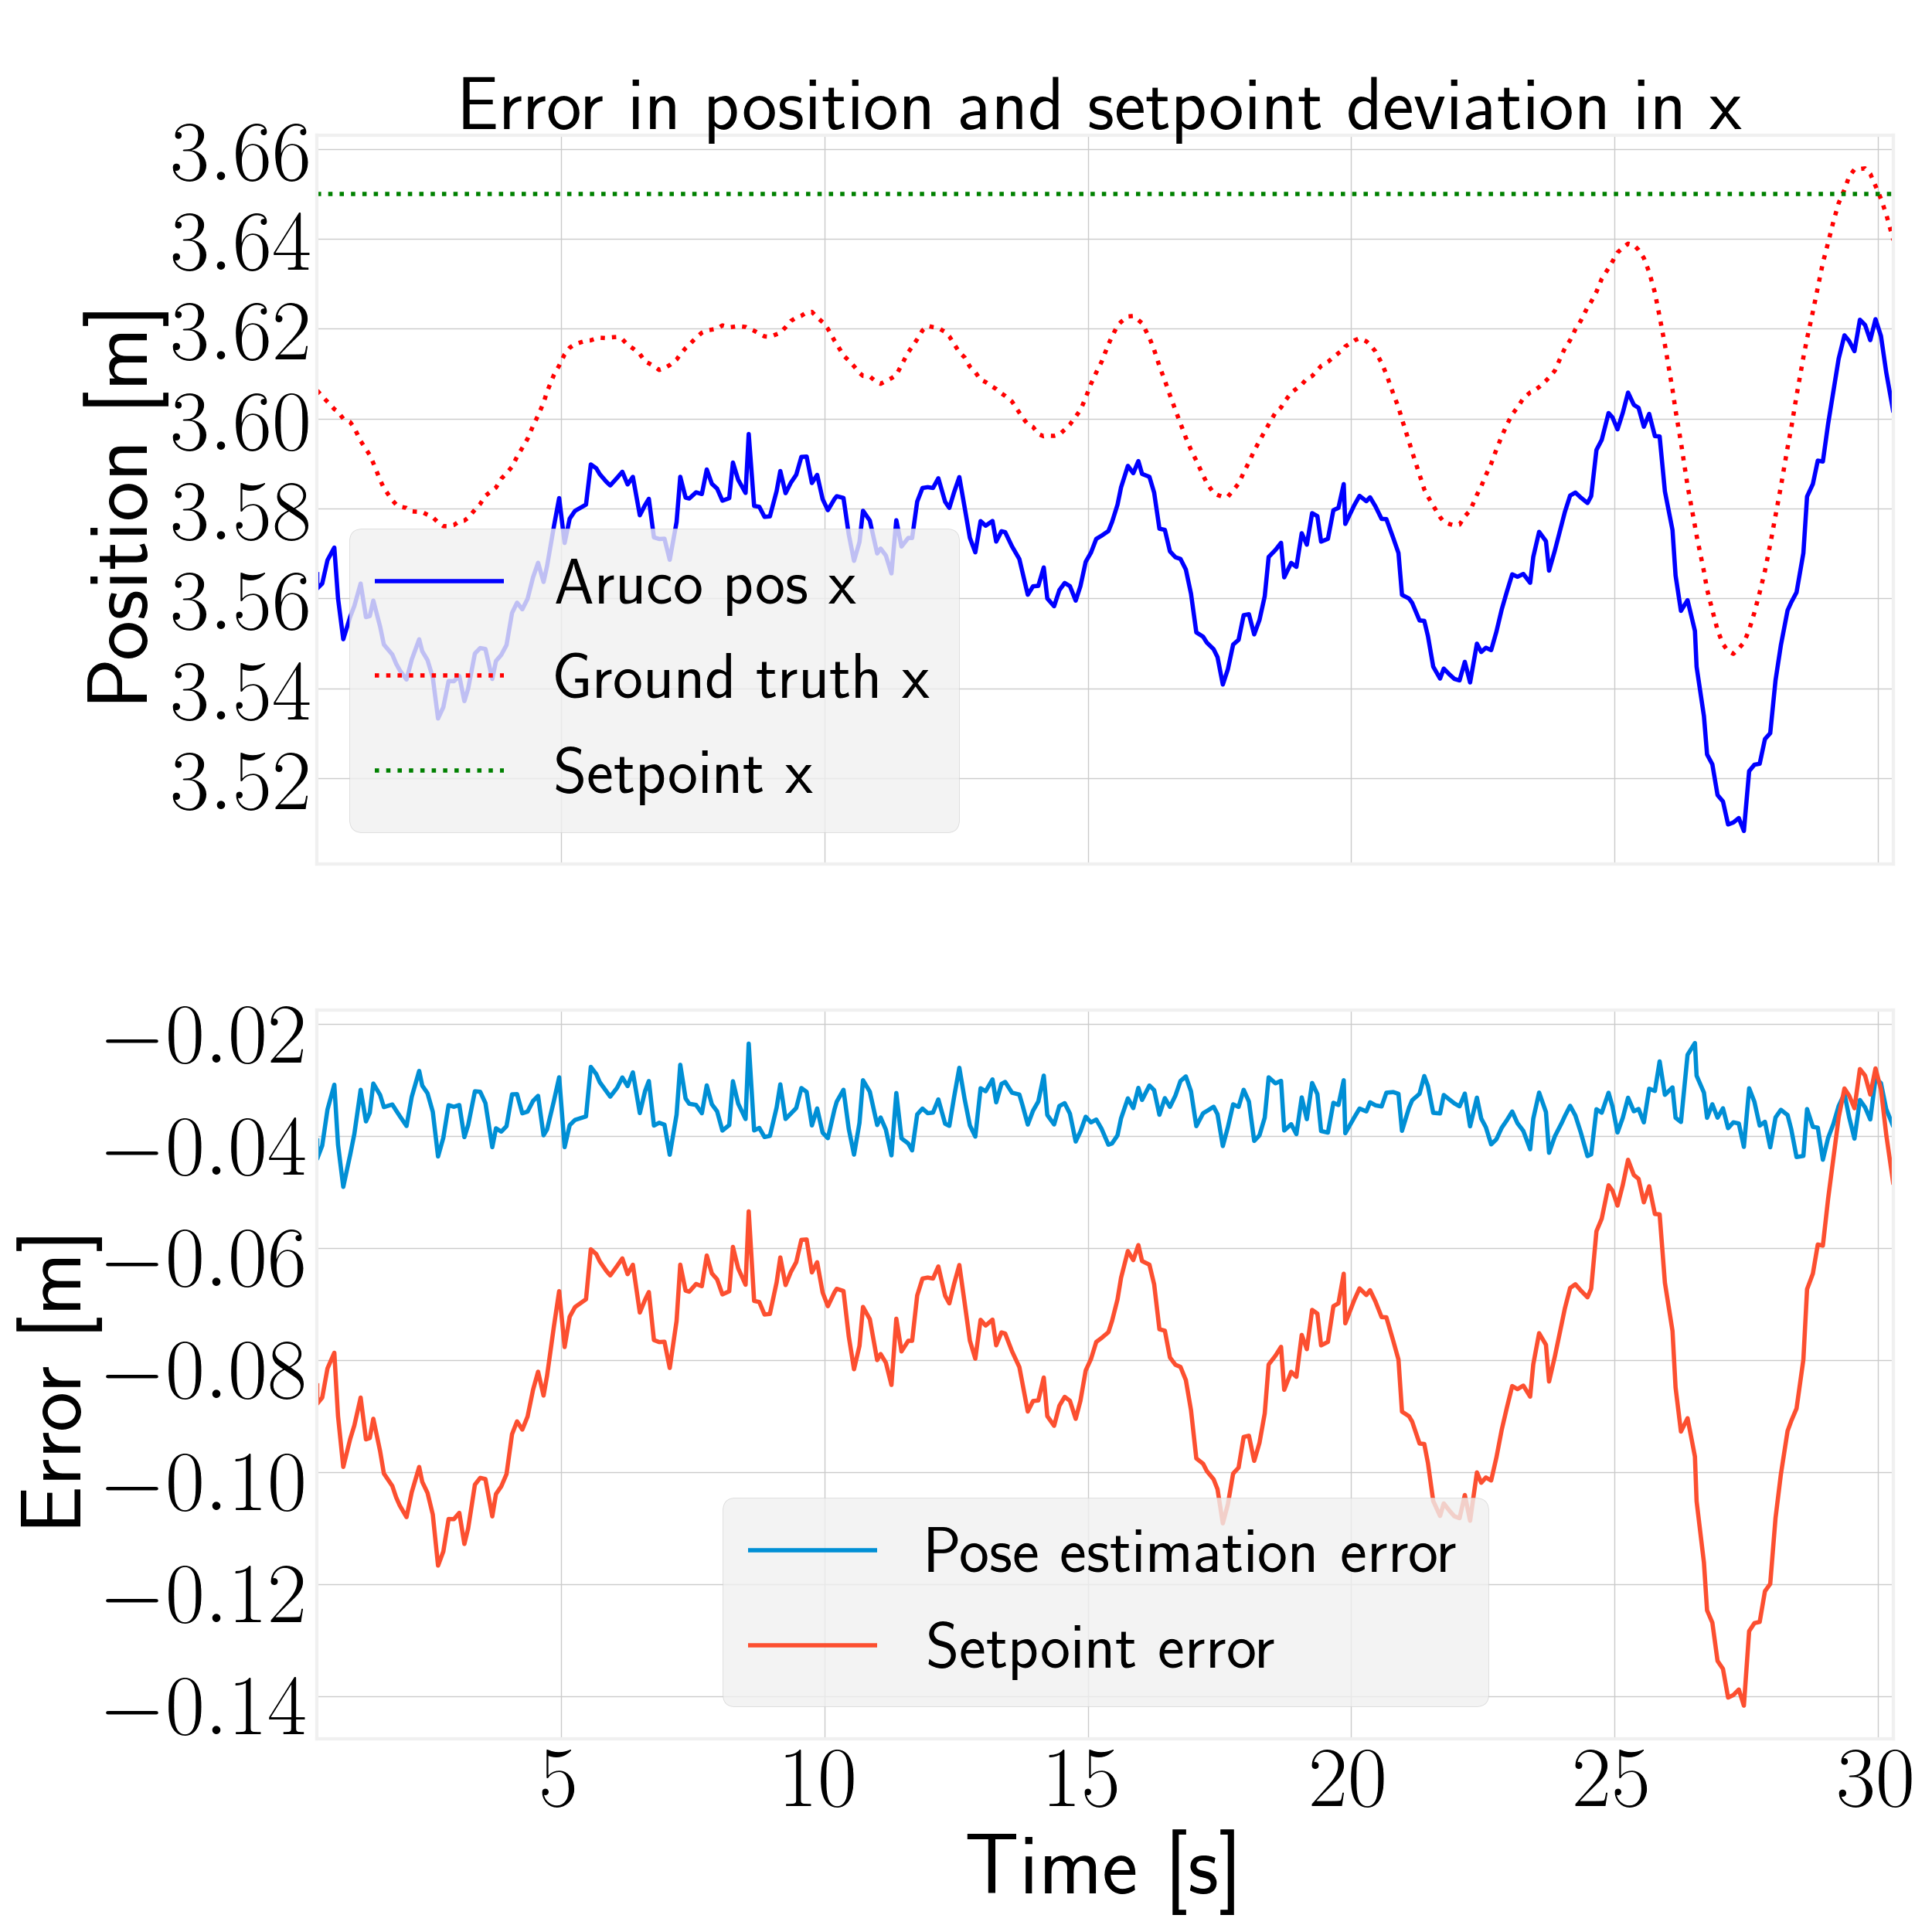 Error in position and setpoint deviation in x
Position [m]
3.66
3.64
3.62
3.60
3.58
3.56
3.54
3.52
Aruco pos x
Ground truth x
Setpoint x
Error [m]
−0.02
−0.04
−0.06
−0.08
−0.10
−0.12
−0.14
Pose estimation error
Setpoint error
5 10 15 20 25 30
Time [s]